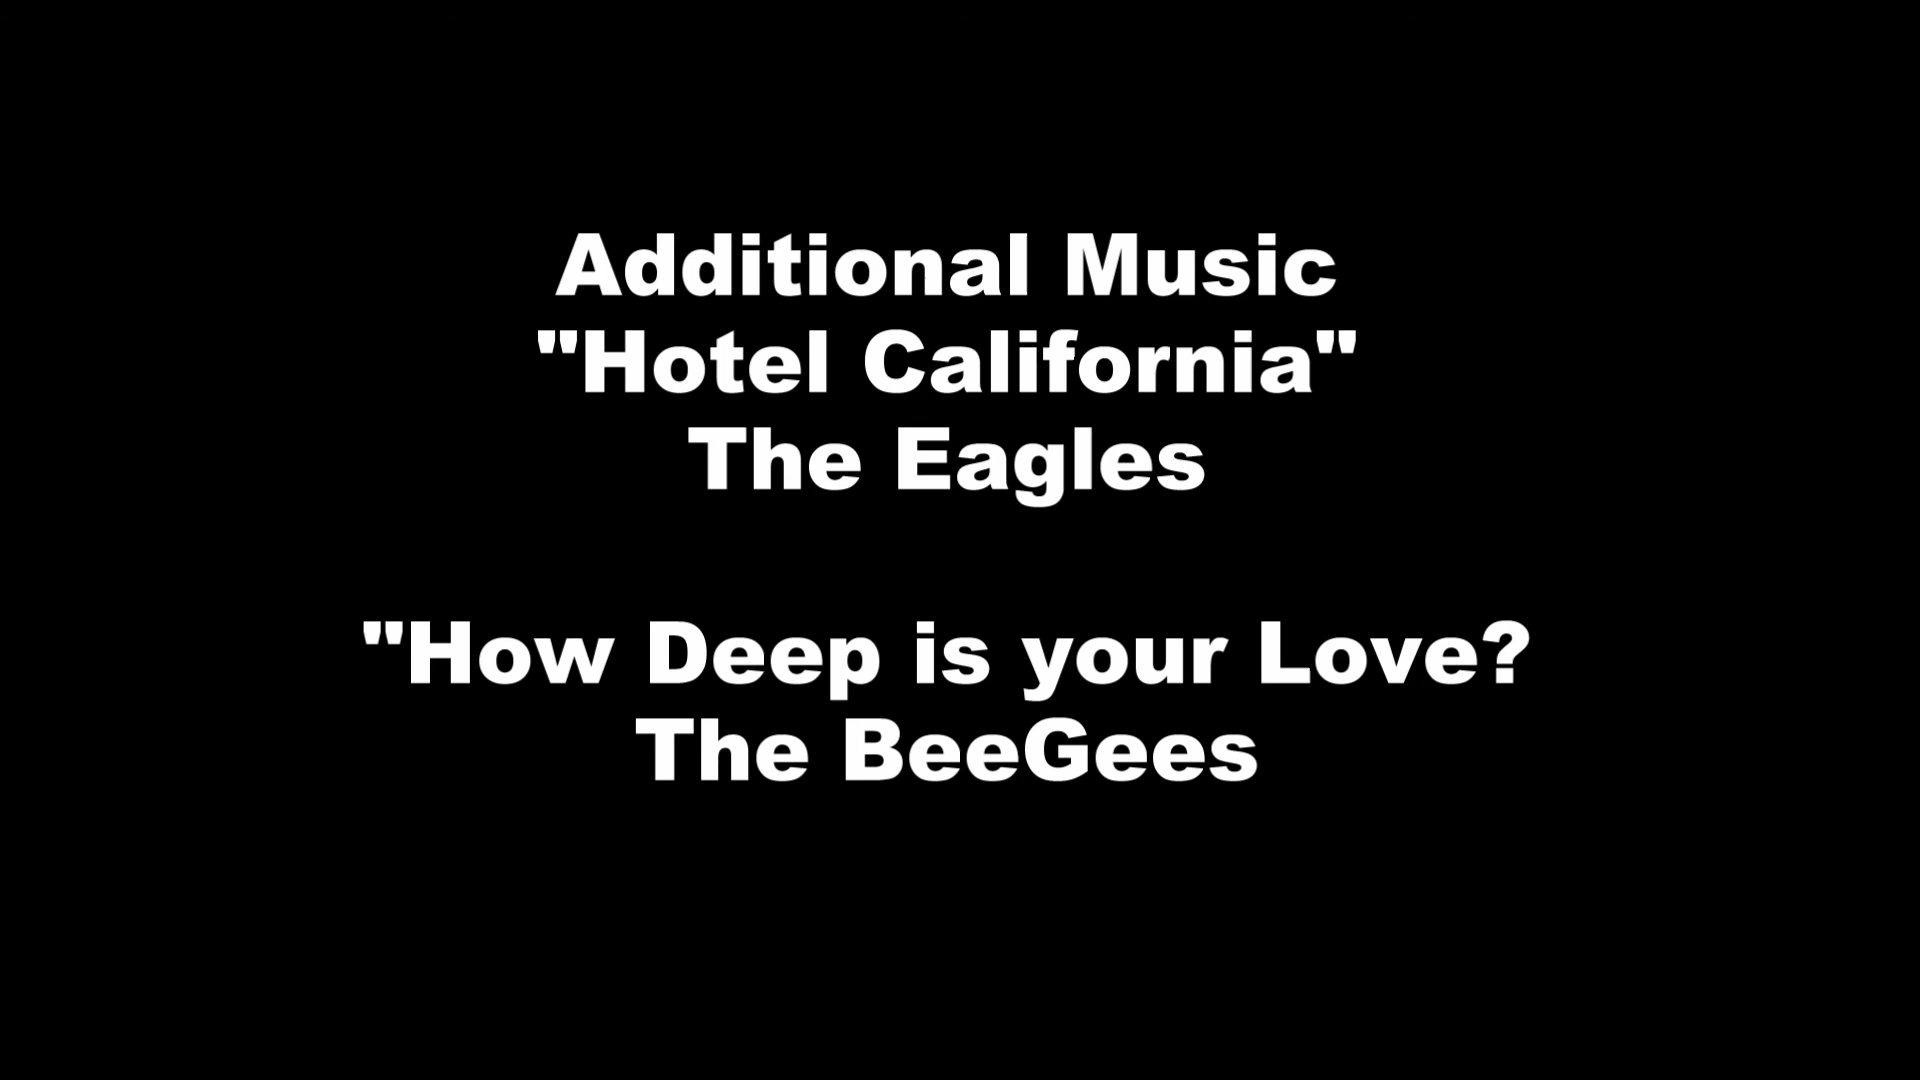 Additional Music
"Hotel California"
The Eagles
"How Deep is your Love?
The BeeGees